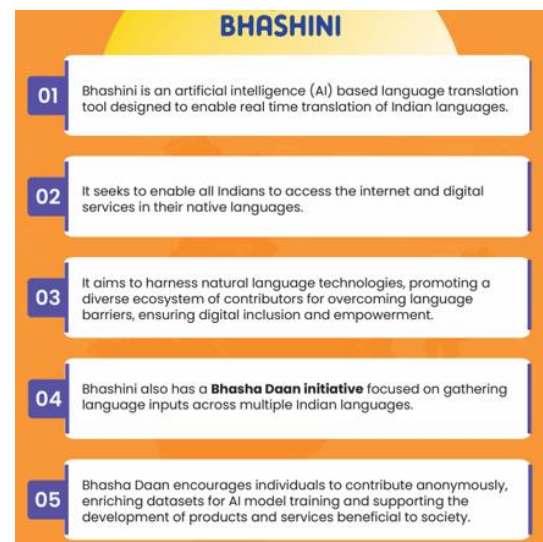 BHASHINI
01
Bhashini is an artificial intelligence (AI) based language translation
tool designed to enable real time translation of Indian languages.
02
It seeks to enable all Indians to access the internet and digital
services in their native languages.
03
It aims to harness natural language technologies, promoting a
diverse ecosystem of contributors for overcoming language
barriers, ensuring digital inclusion and empowerment.
04
Bhashini also has a Bhasha Daan initiative focused on gathering
language inputs across multiple Indian languages.
05
Bhasha Daan encourages individuals to contribute anonymously,
enriching datasets for AI model training and supporting the
development of products and services beneficial to society.